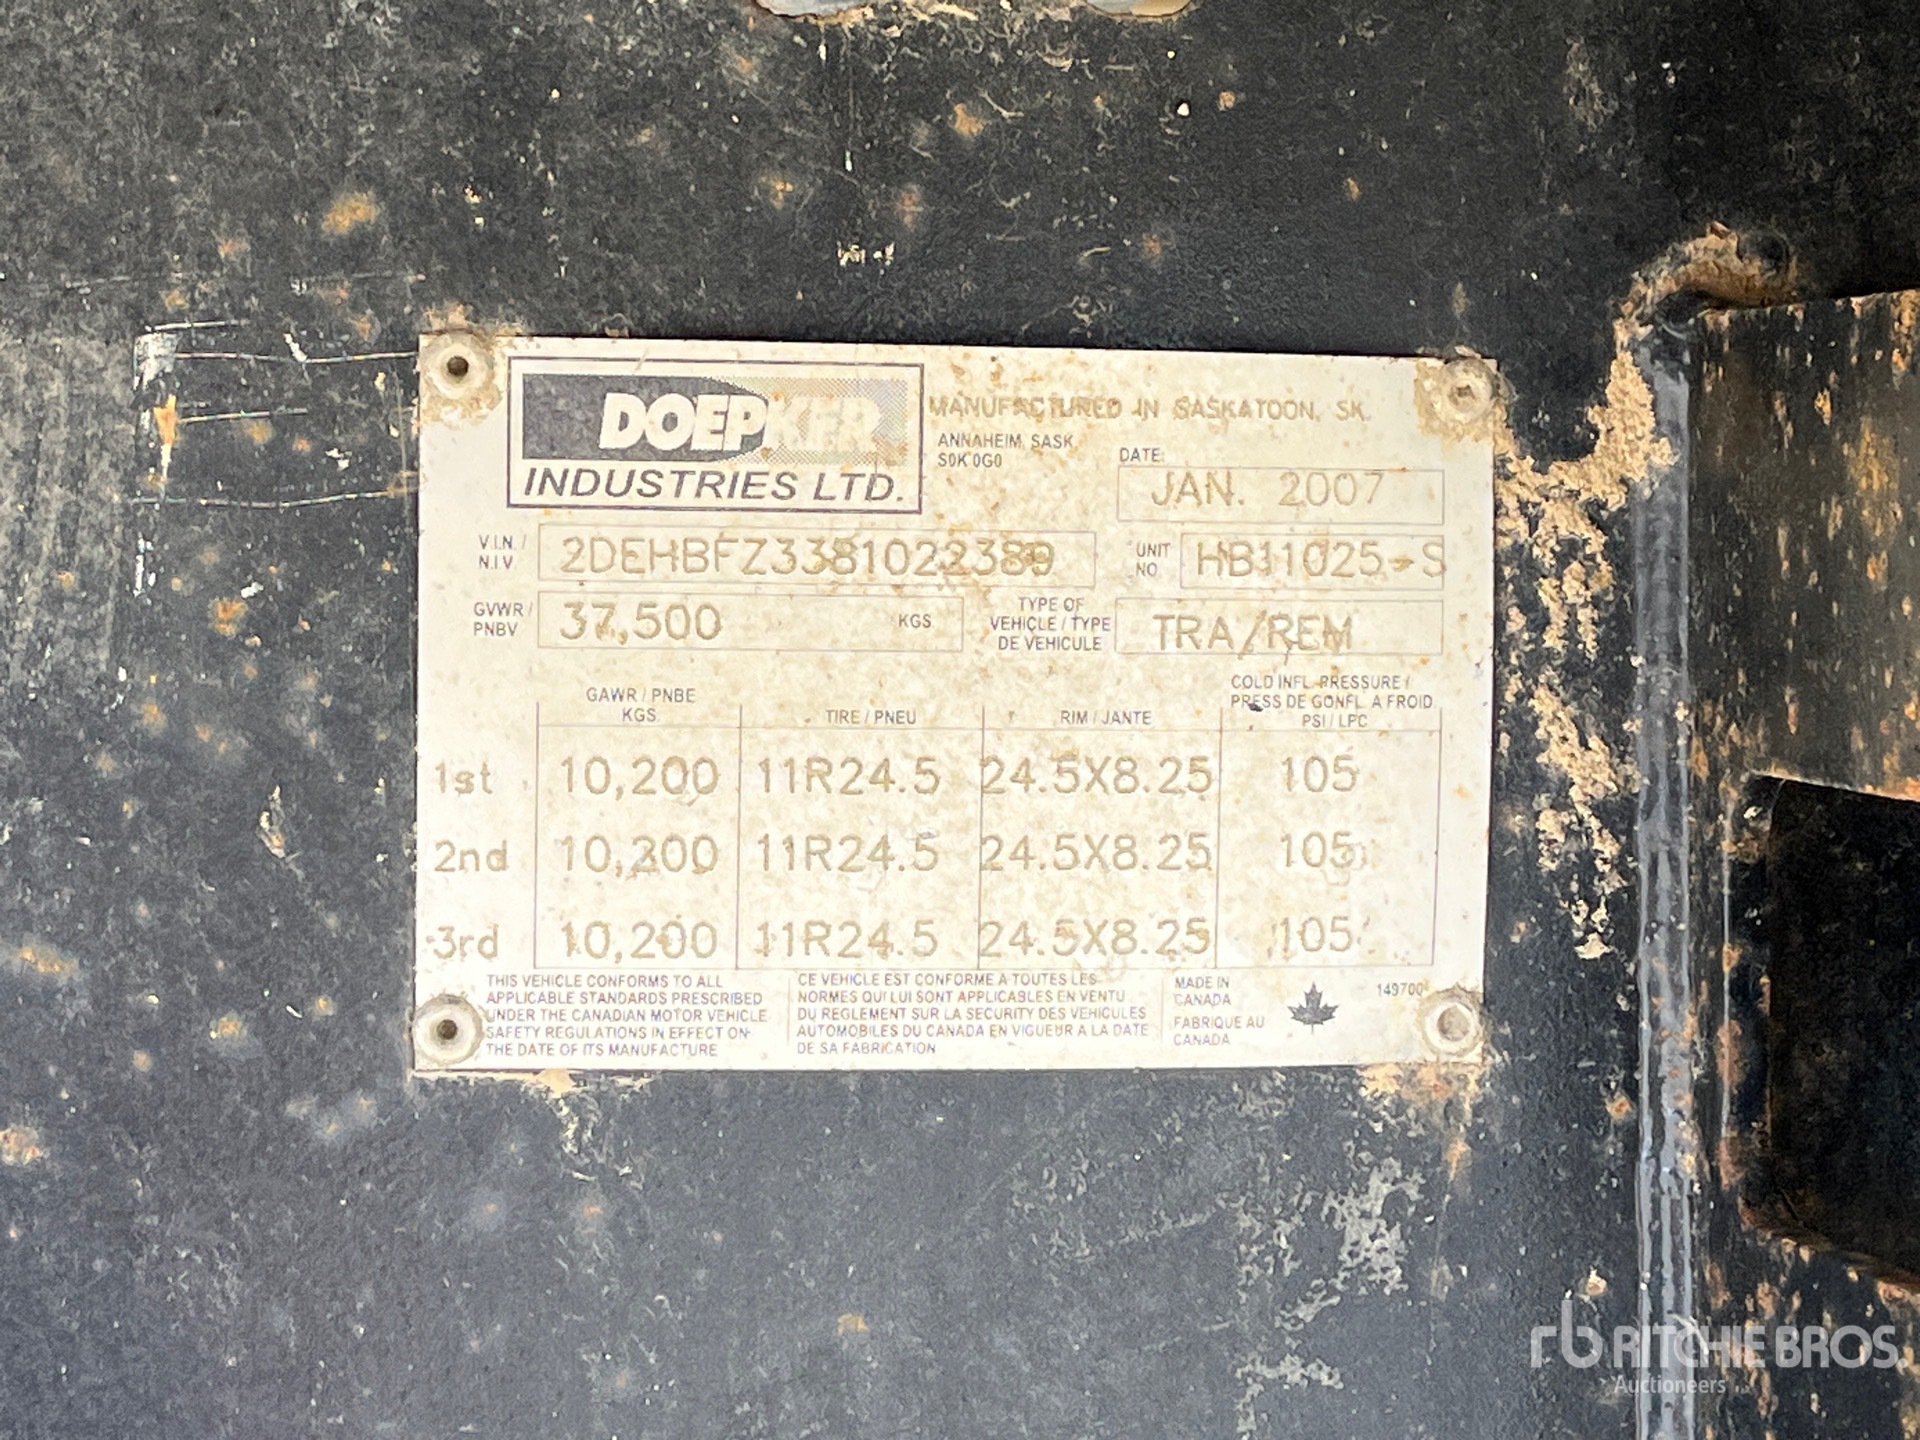 DOEPKER
INDUSTRIES LTD.
MANUFACTURED IN SASKATOON, SK.
ANNAHEIM, SASK.
S0K 0G0
DATE:
JAN. 2007
V.I.N. /
N.I.V.
2DEHBFZ3381022389
UNIT
NO
HB11025-S
GVWR /
PNBV
37,500 KGS
TYPE OF
VEHICLE / TYPE
DE VEHICULE
TRA/REM
GAWR / PNBE
KGS
TIRE / PNEU
RIM / JANTE
COLD INFL. PRESSURE /
PRESS DE GONFL. A FROID
PSI / LPC
1st 10,200 11R24.5 24.5X8.25 105
2nd 10,200 11R24.5 24.5X8.25 105
3rd 10,200 11R24.5 24.5X8.25 105
THIS VEHICLE CONFORMS TO ALL
APPLICABLE STANDARDS PRESCRIBED
UNDER THE CANADIAN MOTOR VEHICLE
SAFETY REGULATIONS IN EFFECT ON
THE DATE OF ITS MANUFACTURE
CE VEHICLE EST CONFORME A TOUTES LES
NORMES QUI LUI SONT APPLICABLES EN VENTU
DU REGLEMENT SUR LA SECURITY DES VEHICULES
AUTOMOBILES DU CANADA EN VIGUEUR A LA DATE
DE SA FABRICATION
MADE IN
CANADA
FABRIQUE AU
CANADA
149700
rb RITCHIE BROS.
Auctioneers